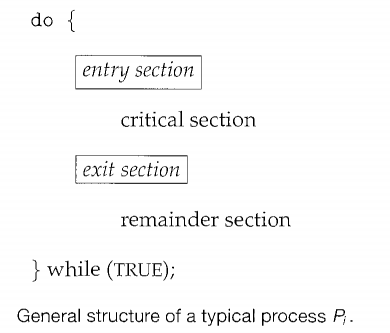 do {
entry section
critical section
exit section
remainder section
} while (TRUE);
General structure of a typical process Pi.